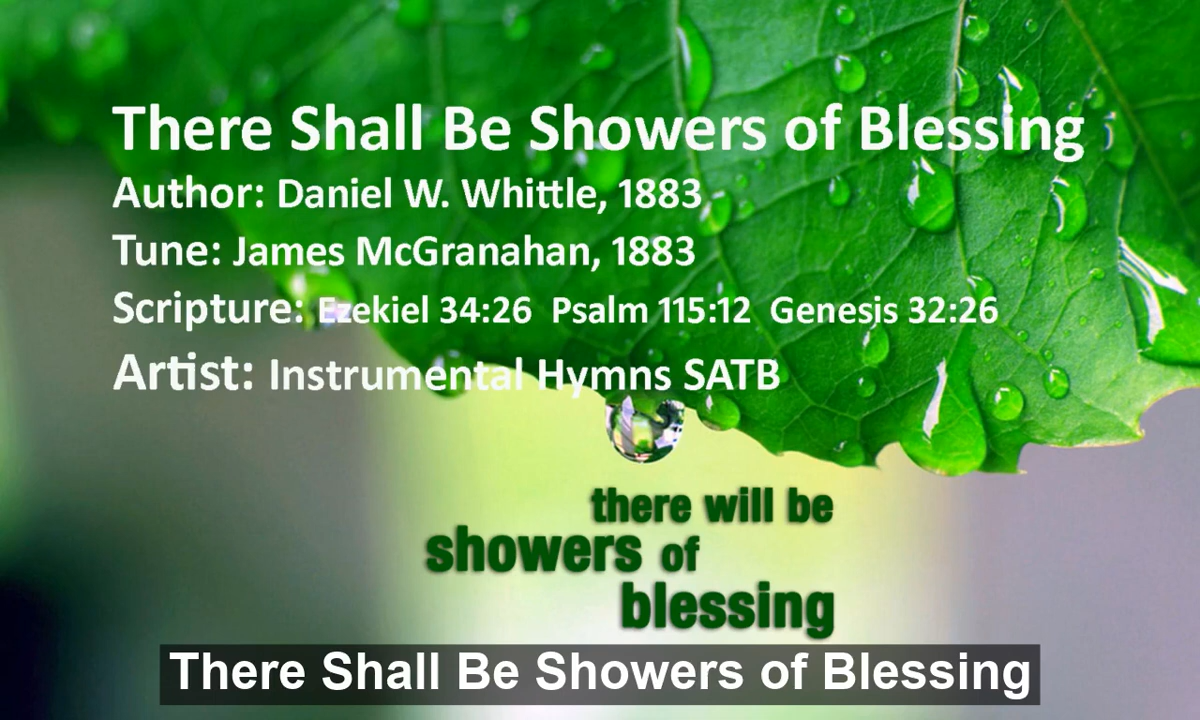 There Shall Be Showers of Blessing
Author: Daniel W. Whittle, 1883
Tune: James McGranahan, 1883
Scripture: Ezekiel 34:26  Psalm 115:12  Genesis 32:26
Artist: Instrumental Hymns SATB
there will be
showers of
blessing
There Shall Be Showers of Blessing